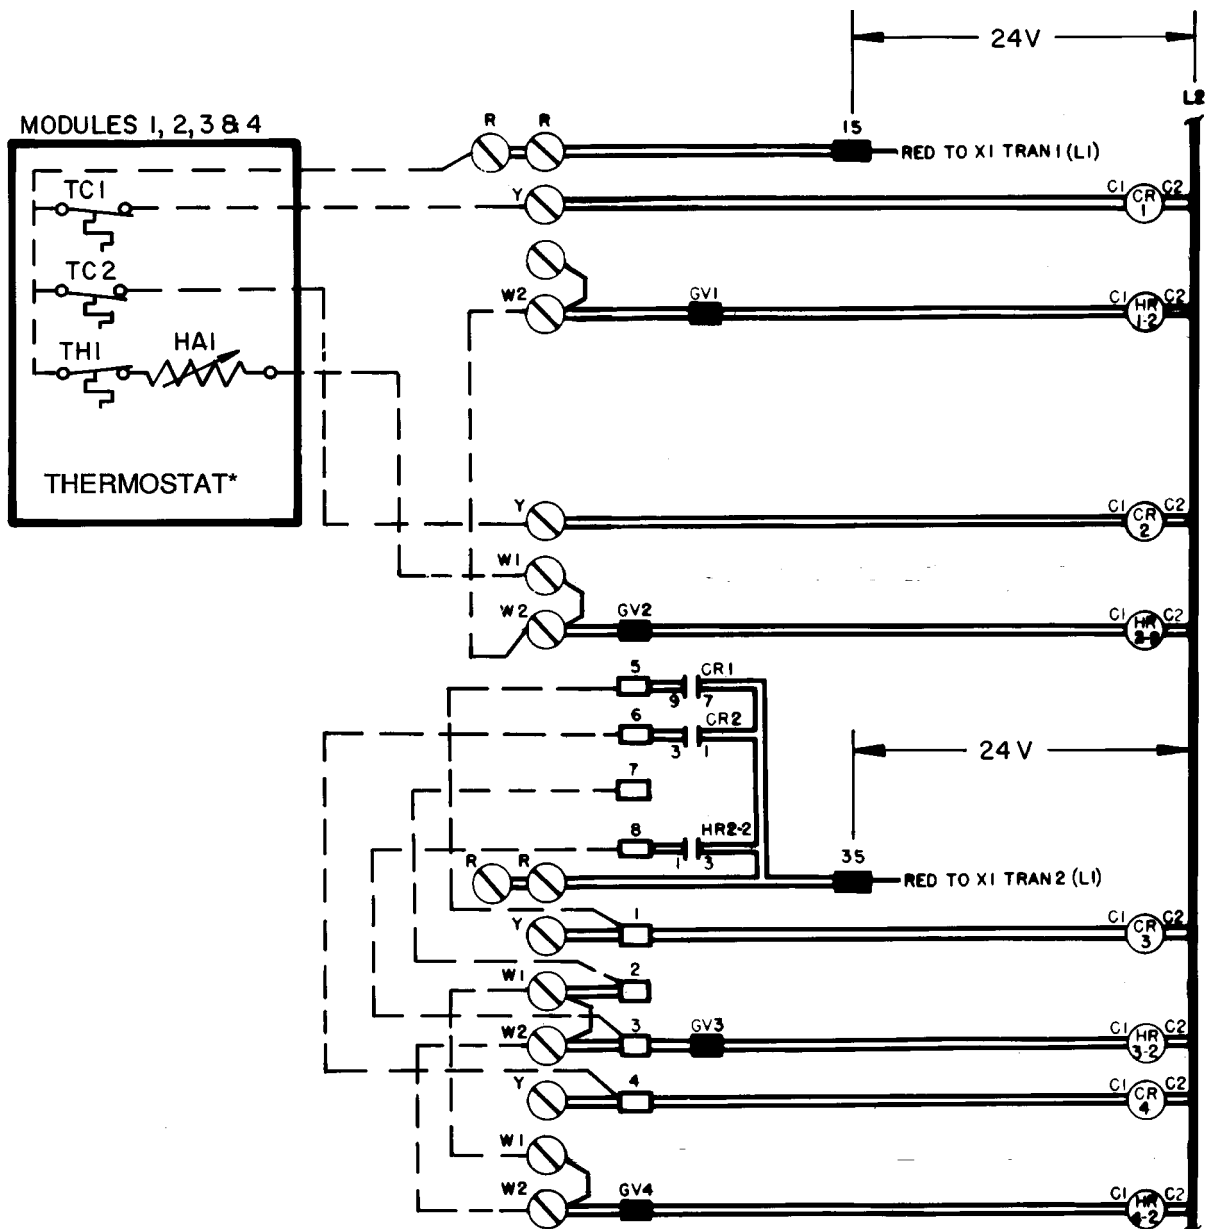 24V
L2
MODULES 1, 2, 3 & 4
R R 15
RED TO X1 TRAN 1 (L1)
TC1
Y C1 CR 1 C2
TC2
W2 GV1 C1 HR 1-2 C2
TH1 HA1
THERMOSTAT*
Y C1 CR 2 C2
W1
W2 GV2 C1 HR C2
5 CR1
9 7
6 CR2
3 1
24V
7
8 HR2-2
1 3
R R 35
RED TO X1 TRAN 2 (L1)
Y 1 C1 CR 3 C2
W1 2
W2 3 GV3 C1 HR 3-2 C2
Y 4 C1 CR 4 C2
W1
W2 GV4 C1 HR 4-2 C2